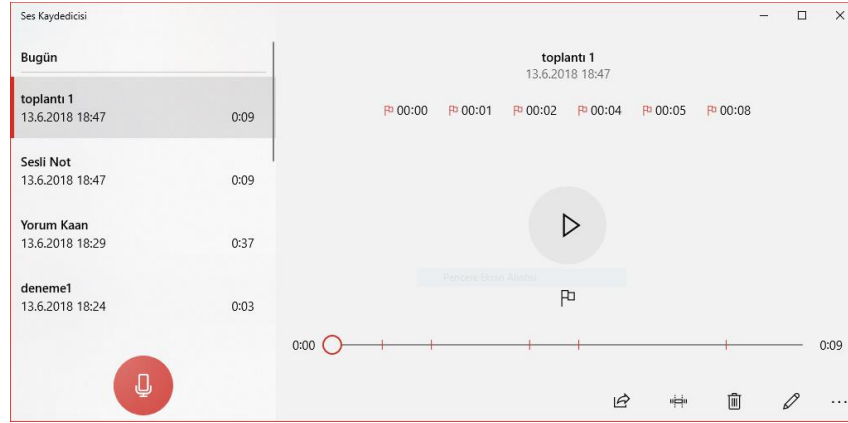 Ses Kaydedicisi
Bugün
toplantı 1
13.6.2018 18:47 0:09
Sesli Not
13.6.2018 18:47 0:09
Yorum Kaan
13.6.2018 18:29 0:37
deneme1
13.6.2018 18:24 0:03
toplantı 1
13.6.2018 18:47
00:00 00:01 00:02 00:04 00:05 00:08
Pencere Ekran Alıntısı
0:00 0:09